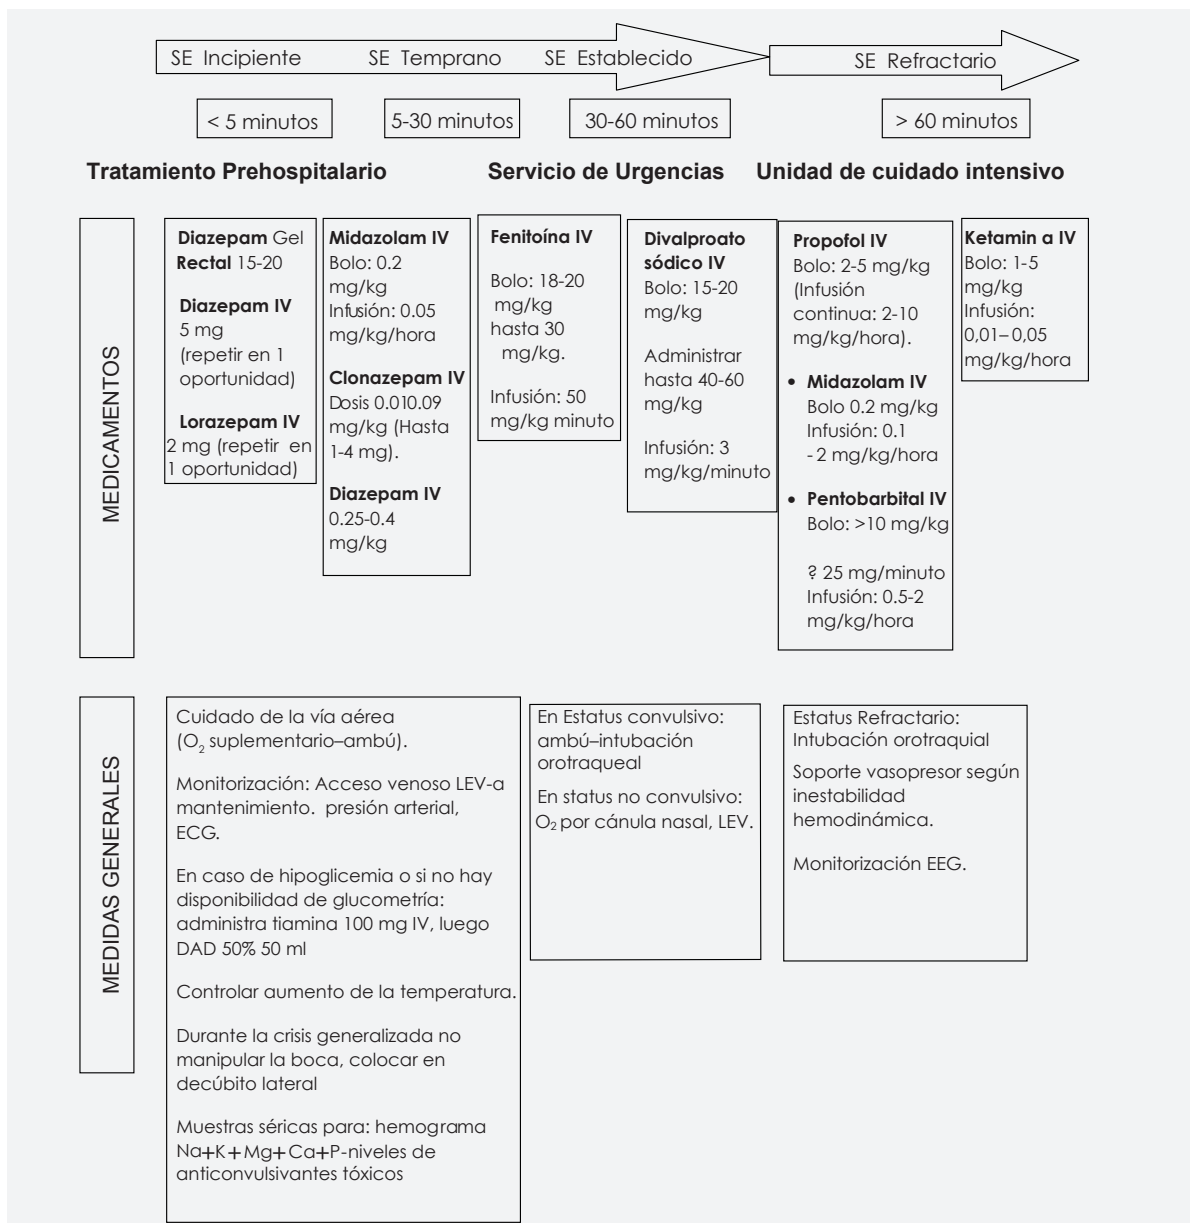 SE Incipiente SE Temprano SE Establecido SE Refractario
< 5 minutos 5-30 minutos 30-60 minutos > 60 minutos
Tratamiento Prehospitalario Servicio de Urgencias Unidad de cuidado intensivo
MEDICAMENTOS
Diazepam Gel
Rectal 15-20
Diazepam IV
5 mg
(repetir en 1
oportunidad)
Lorazepam IV
2 mg (repetir en
1 oportunidad)
Midazolam IV
Bolo: 0.2
mg/kg
Infusión: 0.05
mg/kg/hora
Clonazepam IV
Dosis 0.010.09
mg/kg (Hasta
1-4 mg).
Diazepam IV
0.25-0.4
mg/kg
Fenitoína IV
Bolo: 18-20
mg/kg
hasta 30
mg/kg.
Infusión: 50
mg/kg minuto
Divalproato
sódico IV
Bolo: 15-20
mg/kg
Administrar
hasta 40-60
mg/kg
Infusión: 3
mg/kg/minuto
Propofol IV
Bolo: 2-5 mg/kg
(Infusión
continua: 2-10
mg/kg/hora).
• Midazolam IV
Bolo 0.2 mg/kg
Infusión: 0.1
- 2 mg/kg/hora
• Pentobarbital IV
Bolo: >10 mg/kg
? 25 mg/minuto
Infusión: 0.5-2
mg/kg/hora
Ketamin a IV
Bolo: 1-5
mg/kg
Infusión:
0,01–0,05
mg/kg/hora
MEDIDAS GENERALES
Cuidado de la vía aérea
(O2 suplementario–ambú).
Monitorización: Acceso venoso LEV-a
mantenimiento. presión arterial,
ECG.
En caso de hipoglicemia o si no hay
disponibilidad de glucometría:
administra tiamina 100 mg IV, luego
DAD 50% 50 ml
Controlar aumento de la temperatura.
Durante la crisis generalizada no
manipular la boca, colocar en
decúbito lateral
Muestras séricas para: hemograma
Na+K+Mg+Ca+P-niveles de
anticonvulsivantes tóxicos
En Estatus convulsivo:
ambú–intubación
orotraqueal
En status no convulsivo:
O2 por cánula nasal, LEV.
Estatus Refractario:
Intubación orotraquial
Soporte vasopresor según
inestabilidad
hemodinámica.
Monitorización EEG.